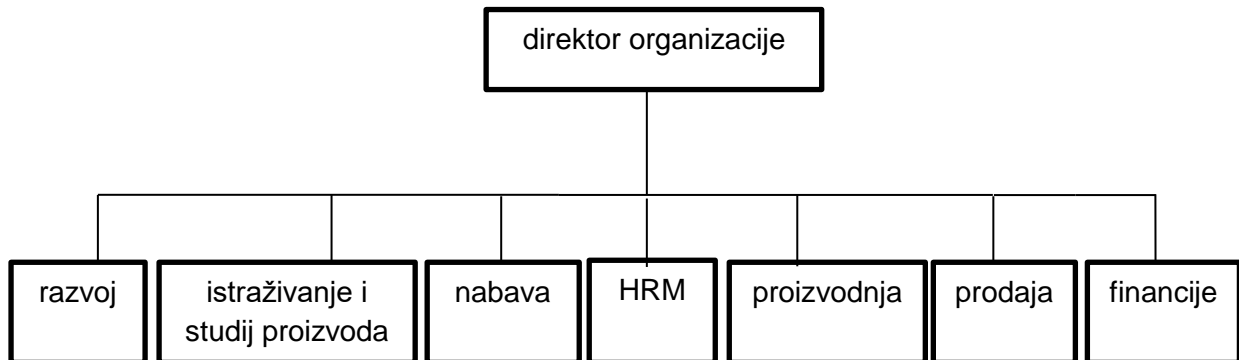 direktor organizacije
razvoj
istraživanje i
studij proizvoda
nabava
HRM
proizvodnja
prodaja
financije